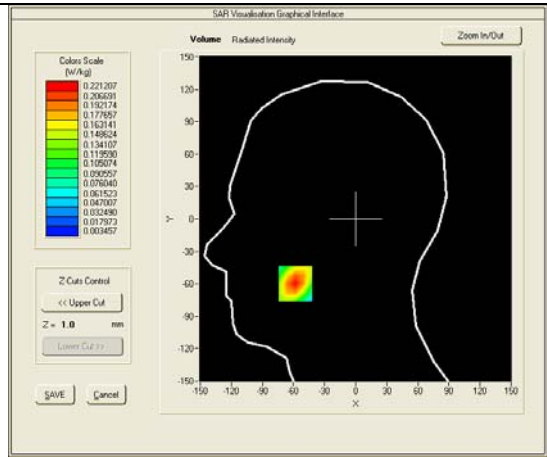 SAR Visualisation Graphical Interface
Volume Radiated Intensity
Zoom In/Out
Colors Scale
(W/kg)
0.221207
0.206691
0.192174
0.177657
0.163141
0.148624
0.134107
0.119590
0.105074
0.090557
0.076040
0.061523
0.047007
0.032490
0.017973
0.003457
Z Cuts Control
<< Upper Cut
Z = 1.0 mm
Lower Cut >>
SAVE
Cancel
150
120
90
60
30
0
-30
-60
-90
-120
-150
Y
-150 -120 -90 -60 -30 0 30 60 90 120 150
X